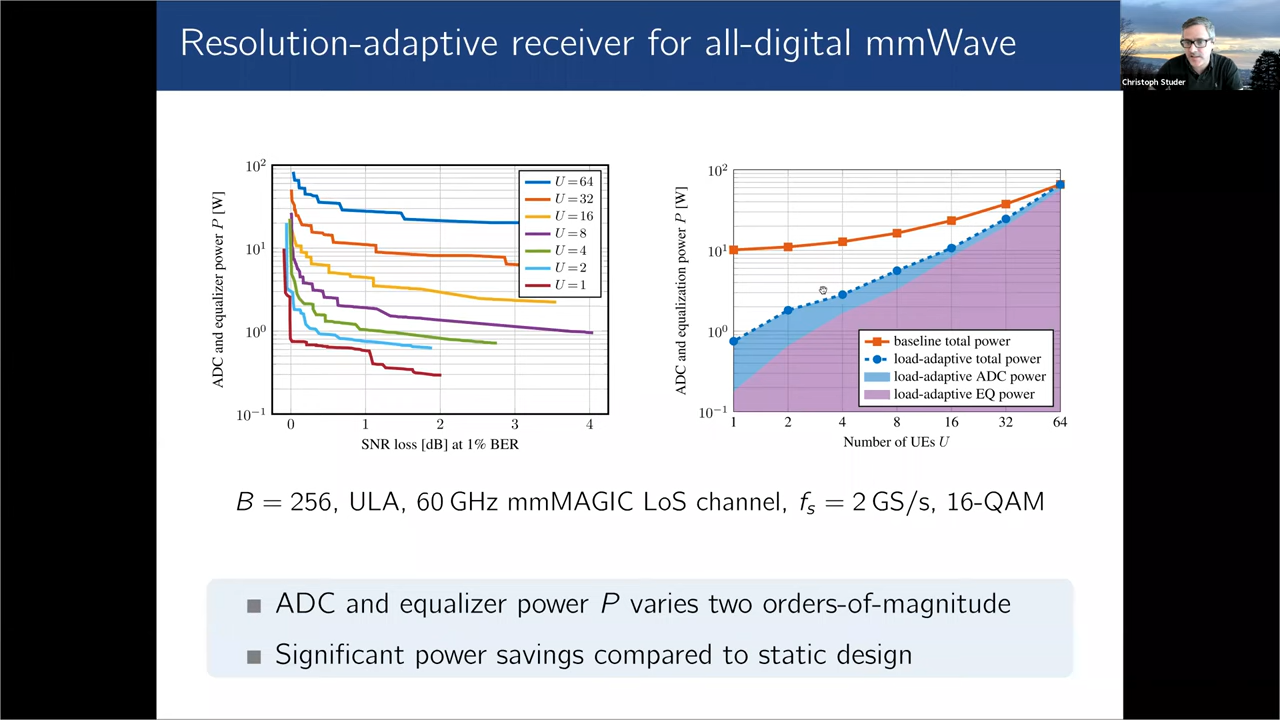 Resolution-adaptive receiver for all-digital mmWave
Christoph Studer
ADC and equalizer power P [W]
10²
10¹
10⁰
10⁻¹
U = 64
U = 32
U = 16
U = 8
U = 4
U = 2
U = 1
0 1 2 3 4
SNR loss [dB] at 1% BER
ADC and equalization power P [W]
10²
10¹
10⁰
10⁻¹
baseline total power
load-adaptive total power
load-adaptive ADC power
load-adaptive EQ power
1 2 4 8 16 32 64
Number of UEs U
B = 256, ULA, 60 GHz mmMAGIC LoS channel, fₛ = 2 GS/s, 16-QAM
ADC and equalizer power P varies two orders-of-magnitude
Significant power savings compared to static design